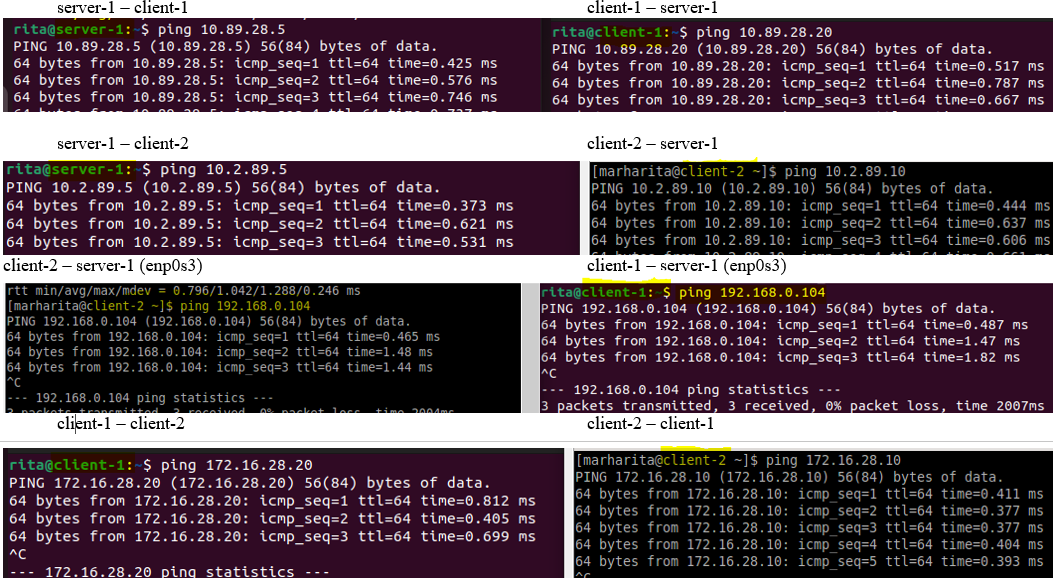 server-1 – client-1
client-1 – server-1
rita@server-1:~$ ping 10.89.28.5
PING 10.89.28.5 (10.89.28.5) 56(84) bytes of data.
64 bytes from 10.89.28.5: icmp_seq=1 ttl=64 time=0.425 ms
64 bytes from 10.89.28.5: icmp_seq=2 ttl=64 time=0.576 ms
64 bytes from 10.89.28.5: icmp_seq=3 ttl=64 time=0.746 ms
rita@client-1:~$ ping 10.89.28.20
PING 10.89.28.20 (10.89.28.20) 56(84) bytes of data.
64 bytes from 10.89.28.20: icmp_seq=1 ttl=64 time=0.517 ms
64 bytes from 10.89.28.20: icmp_seq=2 ttl=64 time=0.787 ms
64 bytes from 10.89.28.20: icmp_seq=3 ttl=64 time=0.667 ms
server-1 – client-2
client-2 – server-1
rita@server-1:~$ ping 10.2.89.5
PING 10.2.89.5 (10.2.89.5) 56(84) bytes of data.
64 bytes from 10.2.89.5: icmp_seq=1 ttl=64 time=0.373 ms
64 bytes from 10.2.89.5: icmp_seq=2 ttl=64 time=0.621 ms
64 bytes from 10.2.89.5: icmp_seq=3 ttl=64 time=0.531 ms
[marharita@client-2 ~]$ ping 10.2.89.10
PING 10.2.89.10 (10.2.89.10) 56(84) bytes of data.
64 bytes from 10.2.89.10: icmp_seq=1 ttl=64 time=0.444 ms
64 bytes from 10.2.89.10: icmp_seq=2 ttl=64 time=0.637 ms
64 bytes from 10.2.89.10: icmp_seq=3 ttl=64 time=0.606 ms
client-2 – server-1 (enp0s3)
client-1 – server-1 (enp0s3)
rtt min/avg/max/mdev = 0.796/1.042/1.288/0.246 ms
[marharita@client-2 ~]$ ping 192.168.0.104
PING 192.168.0.104 (192.168.0.104) 56(84) bytes of data.
64 bytes from 192.168.0.104: icmp_seq=1 ttl=64 time=0.465 ms
64 bytes from 192.168.0.104: icmp_seq=2 ttl=64 time=1.48 ms
64 bytes from 192.168.0.104: icmp_seq=3 ttl=64 time=1.44 ms
^C
--- 192.168.0.104 ping statistics ---
3 packets transmitted, 3 received, 0% packet loss, time 2004ms
rita@client-1:~$ ping 192.168.0.104
PING 192.168.0.104 (192.168.0.104) 56(84) bytes of data.
64 bytes from 192.168.0.104: icmp_seq=1 ttl=64 time=0.487 ms
64 bytes from 192.168.0.104: icmp_seq=2 ttl=64 time=1.47 ms
64 bytes from 192.168.0.104: icmp_seq=3 ttl=64 time=1.82 ms
^C
--- 192.168.0.104 ping statistics ---
3 packets transmitted, 3 received, 0% packet loss, time 2007ms
client-1 – client-2
client-2 – client-1
rita@client-1:~$ ping 172.16.28.20
PING 172.16.28.20 (172.16.28.20) 56(84) bytes of data.
64 bytes from 172.16.28.20: icmp_seq=1 ttl=64 time=0.812 ms
64 bytes from 172.16.28.20: icmp_seq=2 ttl=64 time=0.405 ms
64 bytes from 172.16.28.20: icmp_seq=3 ttl=64 time=0.699 ms
^C
--- 172.16.28.20 ping statistics ---
[marharita@client-2 ~]$ ping 172.16.28.10
PING 172.16.28.10 (172.16.28.10) 56(84) bytes of data.
64 bytes from 172.16.28.10: icmp_seq=1 ttl=64 time=0.411 ms
64 bytes from 172.16.28.10: icmp_seq=2 ttl=64 time=0.377 ms
64 bytes from 172.16.28.10: icmp_seq=3 ttl=64 time=0.377 ms
64 bytes from 172.16.28.10: icmp_seq=4 ttl=64 time=0.404 ms
64 bytes from 172.16.28.10: icmp_seq=5 ttl=64 time=0.393 ms